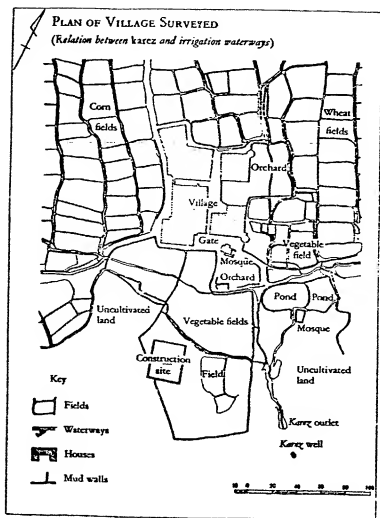 PLAN OF VILLAGE SURVEYED
(Relation between karez and irrigation waterways)
Corn
fields
Wheat
fields
Orchard
Village
Gate
Mosque
Vegetable
field
Orchard
Pond
Pond
Uncultivated
land
Vegetable fields
Mosque
Construction
site
Field
Uncultivated
land
Key
Fields
Waterways
Houses
Mud walls
Karez outlet
Karez well